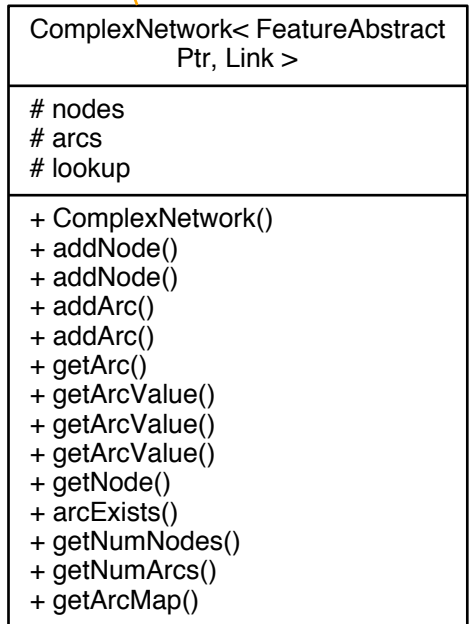 ComplexNetwork< FeatureAbstract
Ptr, Link >
# nodes
# arcs
# lookup
+ ComplexNetwork()
+ addNode()
+ addNode()
+ addArc()
+ addArc()
+ getArc()
+ getArcValue()
+ getArcValue()
+ getArcValue()
+ getNode()
+ arcExists()
+ getNumNodes()
+ getNumArcs()
+ getArcMap()